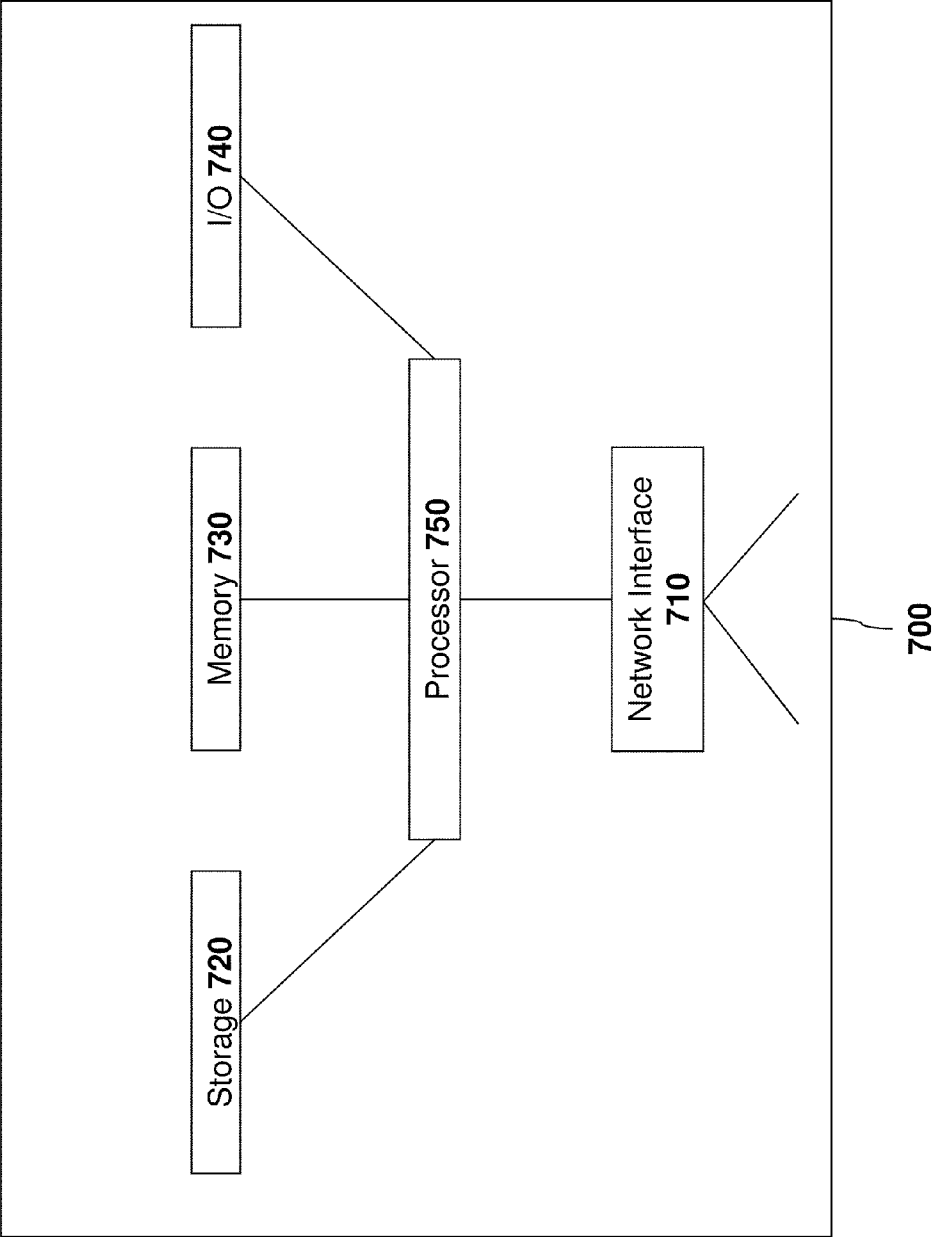 Storage 720
Memory 730
I/O 740
Processor 750
Network Interface
710
700